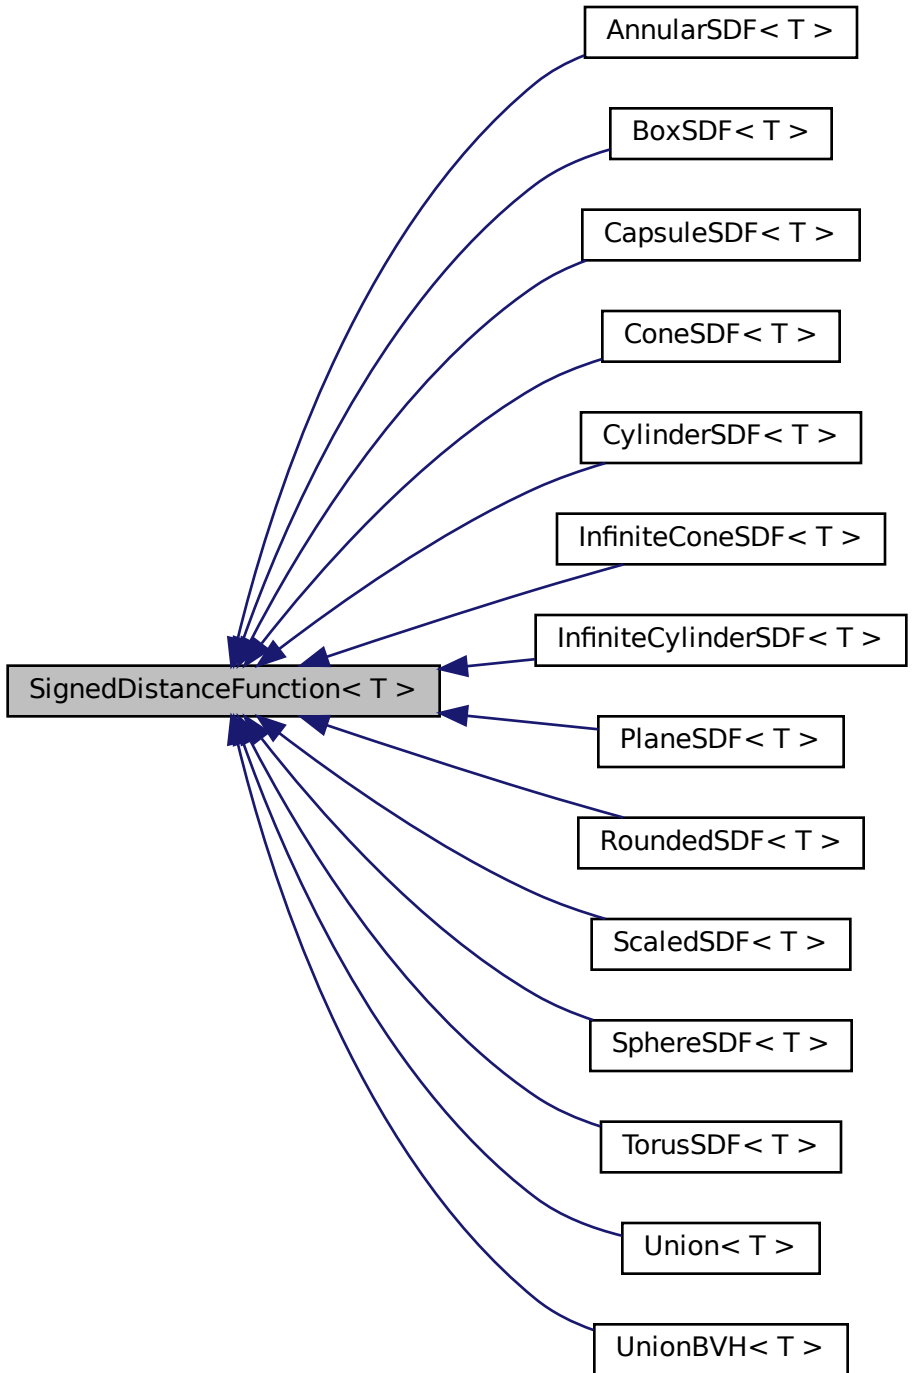 AnnularSDF< T >
BoxSDF< T >
CapsuleSDF< T >
ConeSDF< T >
CylinderSDF< T >
InfiniteConeSDF< T >
InfiniteCylinderSDF< T >
SignedDistanceFunction< T >
PlaneSDF< T >
RoundedSDF< T >
ScaledSDF< T >
SphereSDF< T >
TorusSDF< T >
Union< T >
UnionBVH< T >